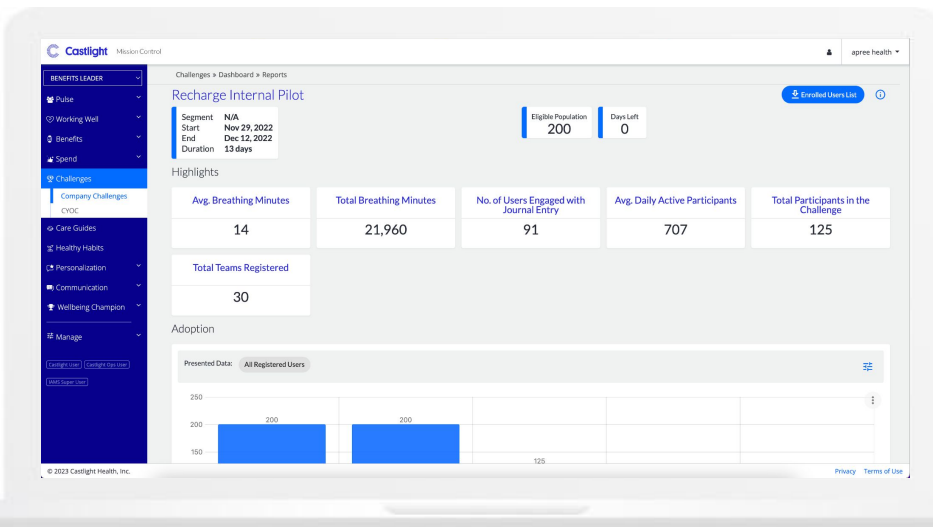 Castlight Mission Control
apree health
BENEFITS LEADER
Pulse
Working Well
Benefits
Spend
Challenges
Company Challenges
CYOC
Care Guides
Healthy Habits
Personalization
Communication
Wellbeing Champion
Manage
Castlight User Castlight Ops User
IAMS Super User
Challenges » Dashboard » Reports
Recharge Internal Pilot
Enrolled Users List
Segment N/A
Start Nov 29, 2022
End Dec 12, 2022
Duration 13 days
Eligible Population
200
Days Left
0
Highlights
Avg. Breathing Minutes
14
Total Breathing Minutes
21,960
No. of Users Engaged with
Journal Entry
91
Avg. Daily Active Participants
707
Total Participants in the
Challenge
125
Total Teams Registered
30
Adoption
Presented Data: All Registered Users
250
200
150
200
200
125
© 2023 Castlight Health, Inc.
Privacy Terms of Use